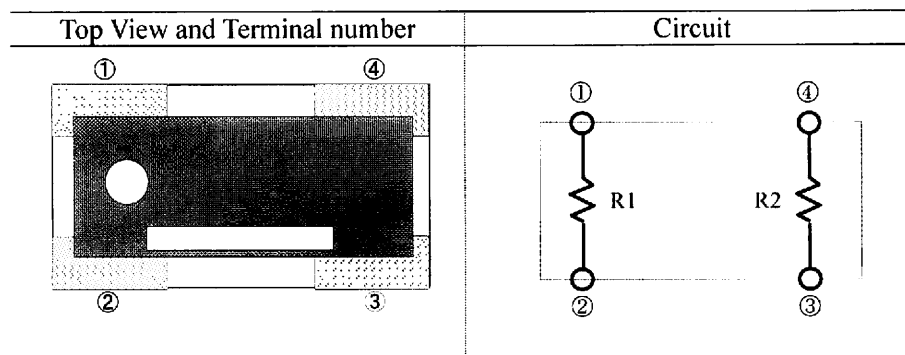 Top View and Terminal number
Circuit
① ④
② ③
① ④
R1 R2
② ③